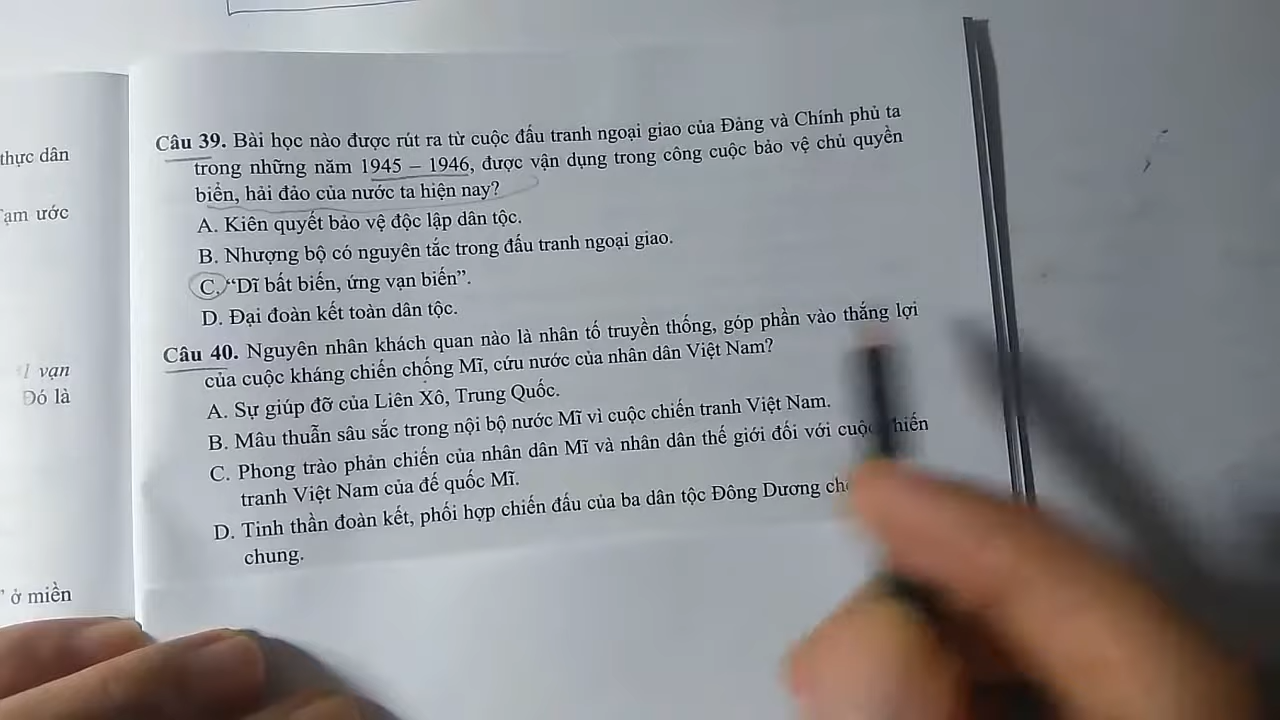 thực dân
ạm ước
vạn
Đó là
ở miền
Câu 39. Bài học nào được rút ra từ cuộc đấu tranh ngoại giao của Đảng và Chính phủ ta
trong những năm 1945 – 1946, được vận dụng trong công cuộc bảo vệ chủ quyền
biển, hải đảo của nước ta hiện nay?
A. Kiên quyết bảo vệ độc lập dân tộc.
B. Nhượng bộ có nguyên tắc trong đấu tranh ngoại giao.
C. “Dĩ bất biến, ứng vạn biến”.
D. Đại đoàn kết toàn dân tộc.
Câu 40. Nguyên nhân khách quan nào là nhân tố truyền thống, góp phần vào thắng lợi
của cuộc kháng chiến chống Mĩ, cứu nước của nhân dân Việt Nam?
A. Sự giúp đỡ của Liên Xô, Trung Quốc.
B. Mâu thuẫn sâu sắc trong nội bộ nước Mĩ vì cuộc chiến tranh Việt Nam.
C. Phong trào phản chiến của nhân dân Mĩ và nhân dân thế giới đối với
tranh Việt Nam của đế quốc Mĩ.
D. Tinh thần đoàn kết, phối hợp chiến đấu của ba dân tộc Đông Dương
chung.